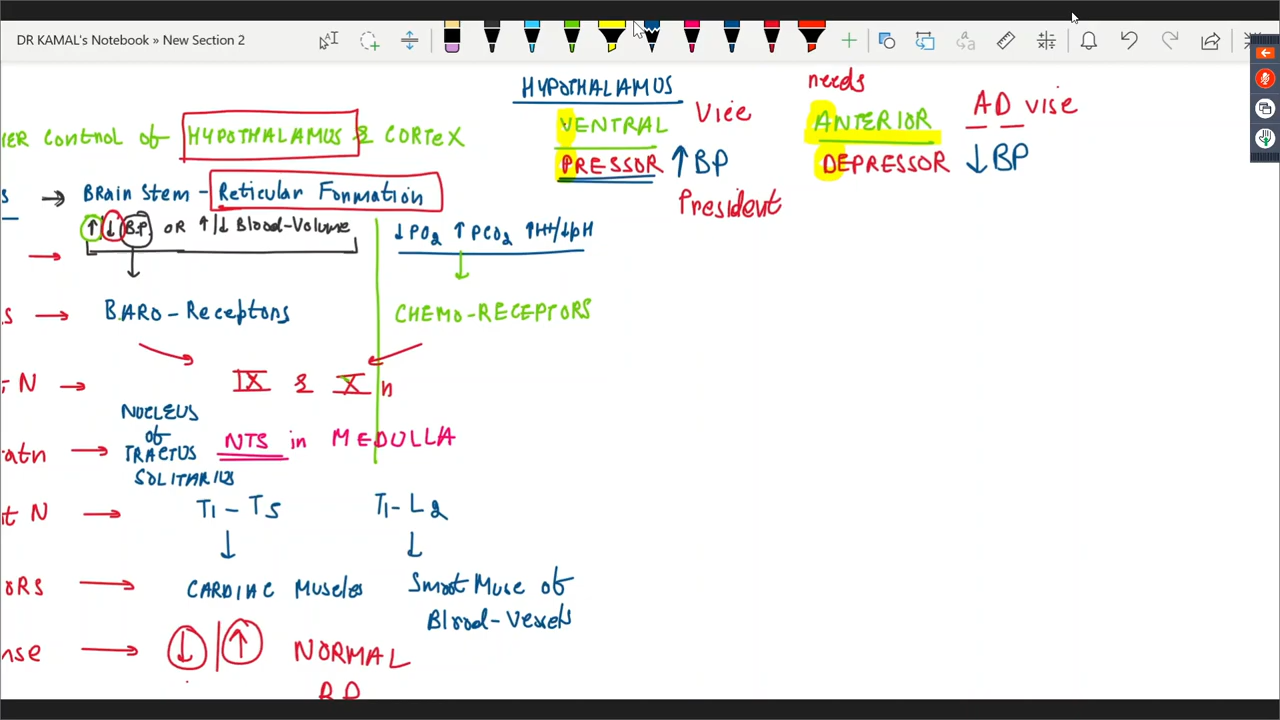 DR KAMAL's Notebook » New Section 2
HYPOTHALAMUS
VENTRAL Vice
PRESSOR ↑ BP
President
needs
ANTERIOR AD vise
DEPRESSOR ↓ BP
HER CONTROL of HYPOTHALAMUS & CORTEX
S → BRAIN STEM - Reticular Formation
→ ↑ ↓ BP OR ↑/↓ Blood-Volume
↓PO2 ↑ PCO2 ↑H+/↓pH
S → BARO-Receptors
CHEMO-RECEPTORS
T N → IX & X n
atn → NUCLEUS
of
TRACTUS
SOLITARIUS
NTS in MEDULLA
t N → T1 - T5 T1 - L2
ORS → CARDIAC Muscles
Smoot Musc of
Blood-Vessels
nse → ↓ | ↑ NORMAL
BP